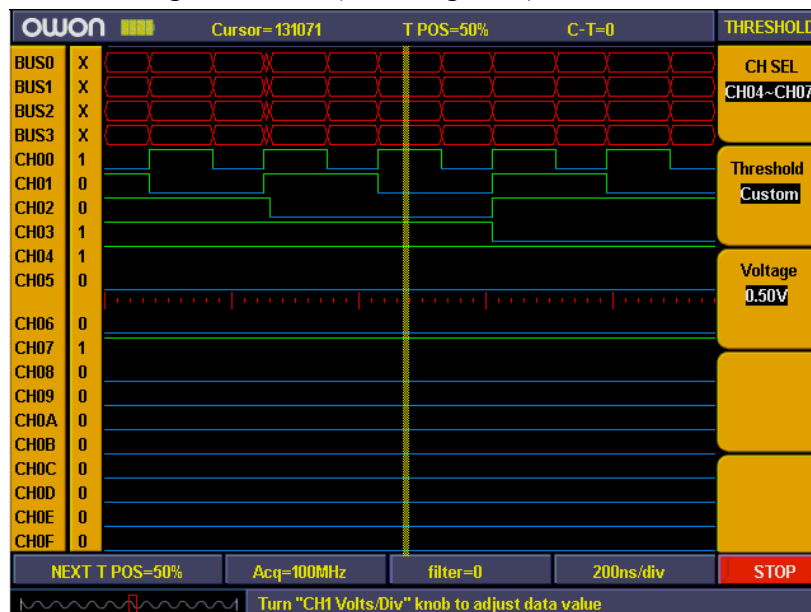 owon Cursor=131071 T POS=50% C-T=0 THRESHOLD
BUS0 X
BUS1 X
BUS2 X
BUS3 X
CH00 1
CH01 0
CH02 0
CH03 1
CH04 1
CH05 0
CH06 0
CH07 1
CH08 0
CH09 0
CH0A 0
CH0B 0
CH0C 0
CH0D 0
CH0E 0
CH0F 0
CH SEL
CH04~CH07
Threshold
Custom
Voltage
0.50V
NEXT T POS=50% Acq=100MHz filter=0 200ns/div STOP
Turn "CH1 Volts/Div" knob to adjust data value